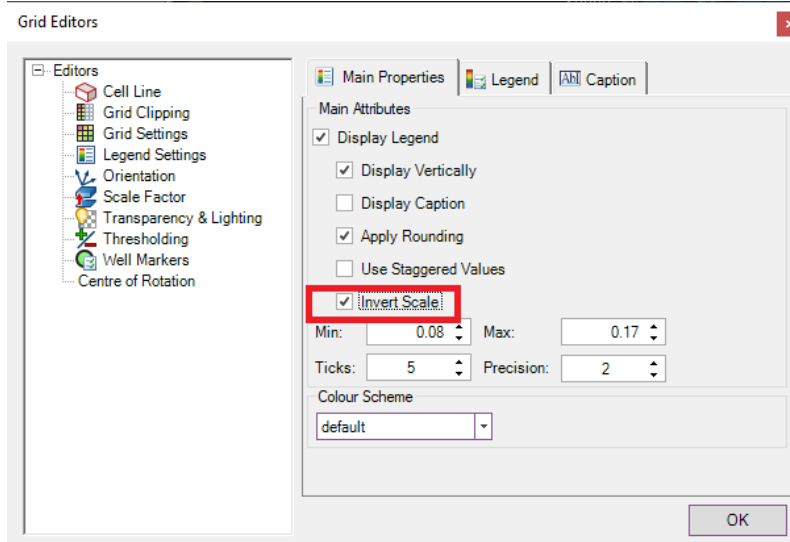 Grid Editors
Editors
Cell Line
Grid Clipping
Grid Settings
Legend Settings
Orientation
Scale Factor
Transparency & Lighting
Thresholding
Well Markers
Centre of Rotation
Main Properties Legend Abl Caption
Main Attributes
Display Legend
Display Vertically
Display Caption
Apply Rounding
Use Staggered Values
Invert Scale
Min: 0.08 Max: 0.17
Ticks: 5 Precision: 2
Colour Scheme
default
OK